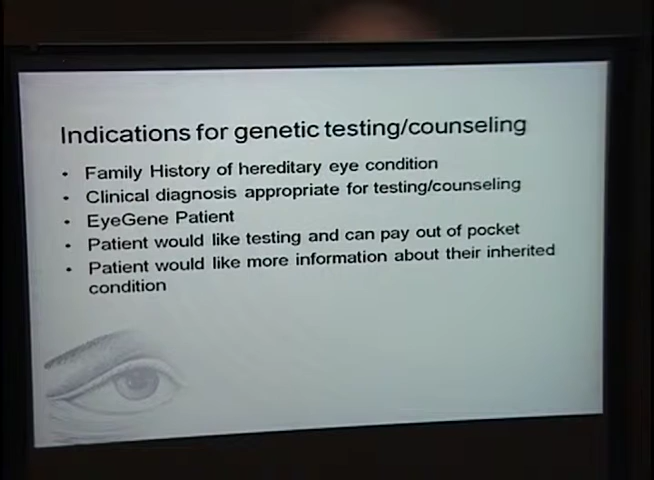 Indications for genetic testing/counseling
• Family History of hereditary eye condition
• Clinical diagnosis appropriate for testing/counseling
• EyeGene Patient
• Patient would like testing and can pay out of pocket
• Patient would like more information about their inherited
condition